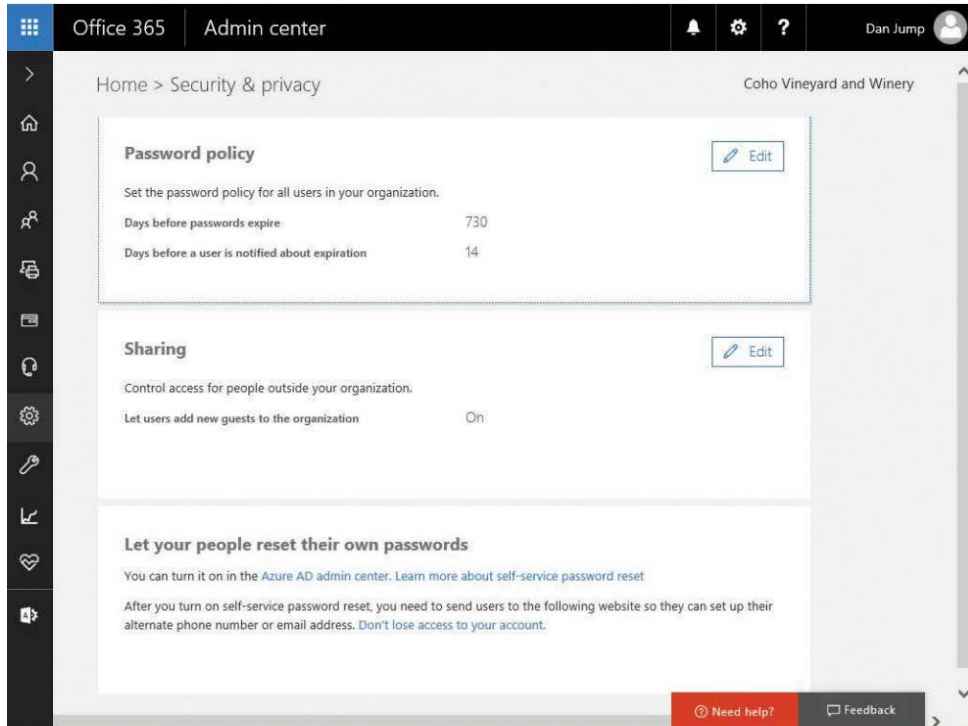 Office 365
Admin center
?
Dan Jump
Home > Security & privacy
Coho Vineyard and Winery
Password policy
Edit
Set the password policy for all users in your organization.
Days before passwords expire 730
Days before a user is notified about expiration 14
Sharing
Edit
Control access for people outside your organization.
Let users add new guests to the organization On
Let your people reset their own passwords
You can turn it on in the Azure AD admin center. Learn more about self-service password reset
After you turn on self-service password reset, you need to send users to the following website so they can set up their
alternate phone number or email address. Don't lose access to your account.
Need help?
Feedback